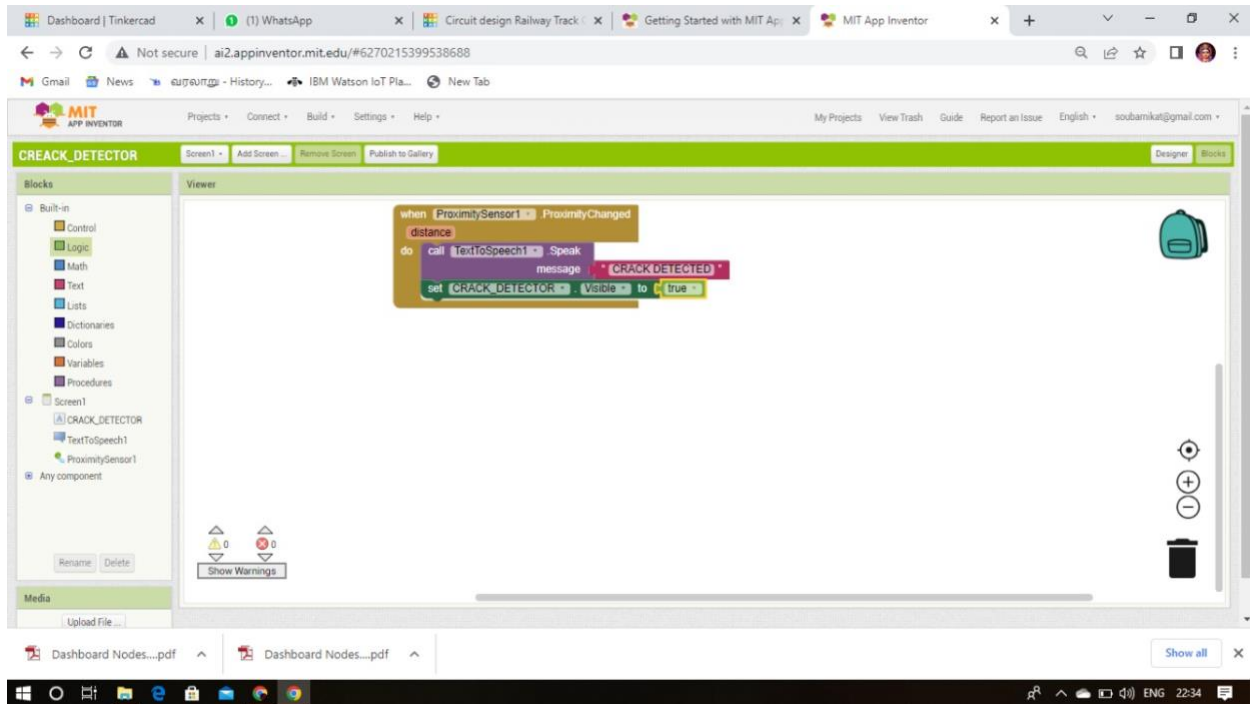 Dashboard | Tinkercad
(1) WhatsApp
Circuit design Railway Track
Getting Started with MIT Ap
MIT App Inventor
Not secure | ai2.appinventor.mit.edu/#6270215399538688
Gmail News வரலாறு - History... IBM Watson IoT Pla... New Tab
MIT
APP INVENTOR
Projects Connect Build Settings Help
My Projects View Trash Guide Report an Issue English soubarnikat@gmail.com
CREACK_DETECTOR
Screen1 Add Screen ... Remove Screen Publish to Gallery
Designer Blocks
Blocks
Viewer
Built-in
Control
Logic
Math
Text
Lists
Dictionaries
Colors
Variables
Procedures
Screen1
CRACK_DETECTOR
TextToSpeech1
ProximitySensor1
Any component
Rename Delete
Media
Upload File ...
when ProximitySensor1 .ProximityChanged
distance
do call TextToSpeech1 .Speak
message " CRACK DETECTED "
set CRACK_DETECTOR . Visible to true
0 0
Show Warnings
Dashboard Nodes....pdf
Dashboard Nodes....pdf
Show all
ENG 22:34